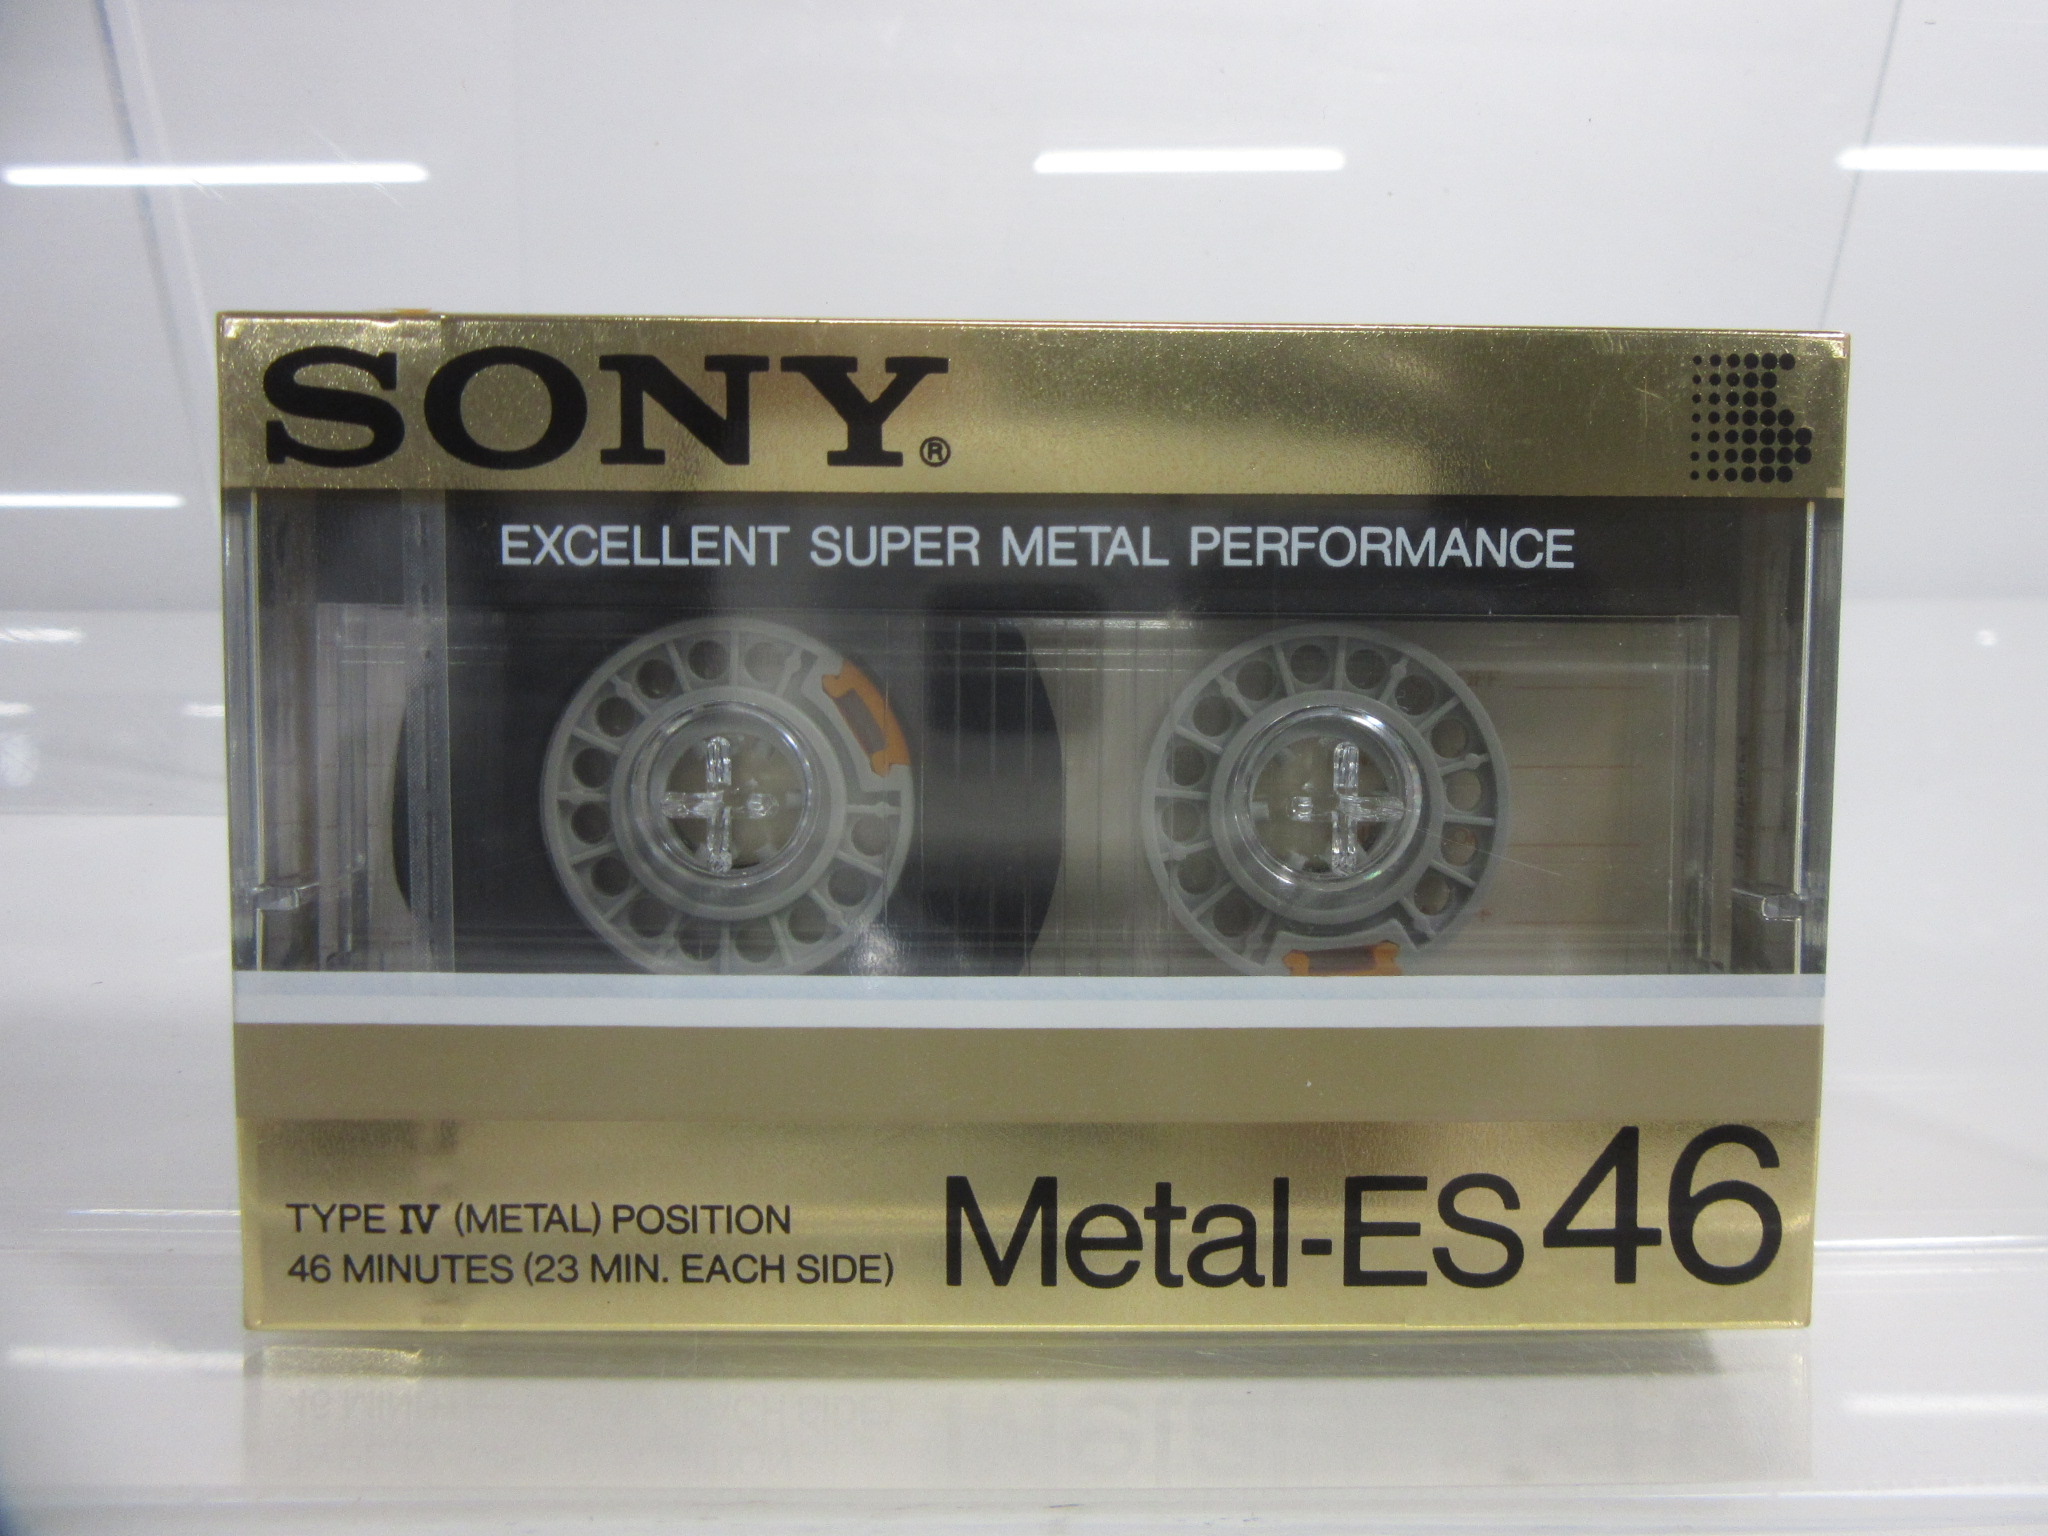 SONY®
EXCELLENT SUPER METAL PERFORMANCE
TYPE IV (METAL) POSITION
46 MINUTES (23 MIN. EACH SIDE)
Metal-ES 46